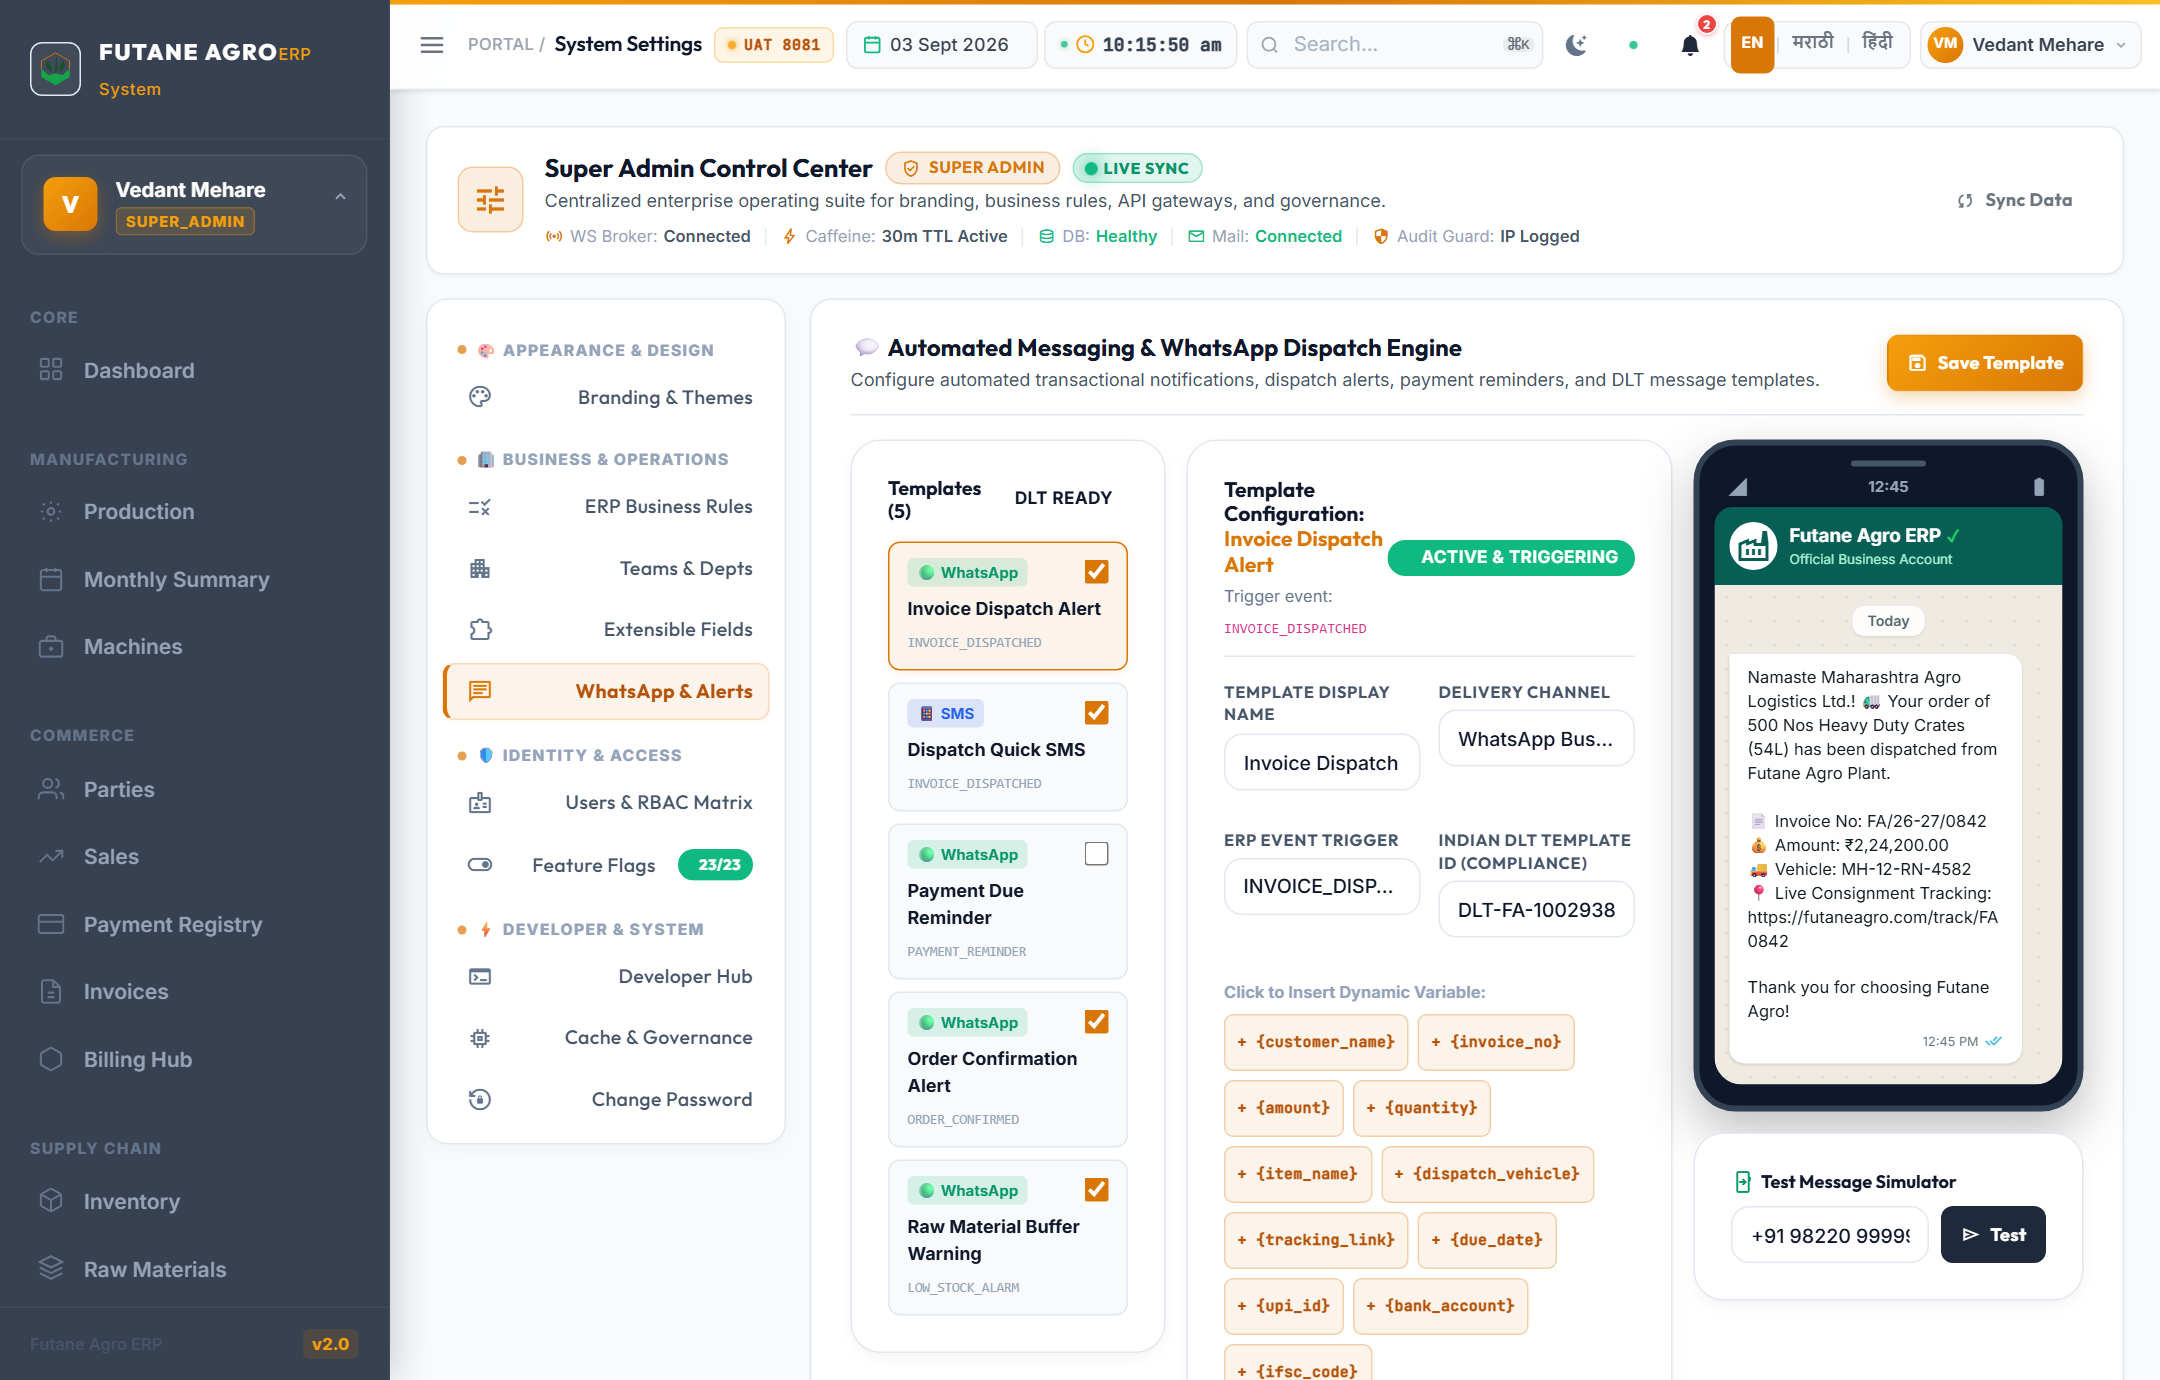 FUTANE AGRO ERP
System
Vedant Mehare
V
SUPER_ADMIN
CORE
Dashboard
MANUFACTURING
Production
Monthly Summary
Machines
COMMERCE
Parties
Sales
Payment Registry
Invoices
Billing Hub
SUPPLY CHAIN
Inventory
Raw Materials
Futane Agro ERP
v2.0
PORTAL / System Settings
UAT 8081
03 Sept 2026
10:15:50 am
Search...
⌘K
2
EN
मराठी
हिंदी
VM
Vedant Mehare
Super Admin Control Center
SUPER ADMIN
LIVE SYNC
Centralized enterprise operating suite for branding, business rules, API gateways, and governance.
WS Broker: Connected
Caffeine: 30m TTL Active
DB: Healthy
Mail: Connected
Audit Guard: IP Logged
Sync Data
APPEARANCE & DESIGN
Branding & Themes
BUSINESS & OPERATIONS
ERP Business Rules
Teams & Depts
Extensible Fields
WhatsApp & Alerts
IDENTITY & ACCESS
Users & RBAC Matrix
Feature Flags
23/23
DEVELOPER & SYSTEM
Developer Hub
Cache & Governance
Change Password
Automated Messaging & WhatsApp Dispatch Engine
Configure automated transactional notifications, dispatch alerts, payment reminders, and DLT message templates.
Save Template
Templates
(5)
DLT READY
WhatsApp
Invoice Dispatch Alert
INVOICE_DISPATCHED
SMS
Dispatch Quick SMS
INVOICE_DISPATCHED
WhatsApp
Payment Due
Reminder
PAYMENT_REMINDER
WhatsApp
Order Confirmation
Alert
ORDER_CONFIRMED
WhatsApp
Raw Material Buffer
Warning
LOW_STOCK_ALARM
Template
Configuration:
Invoice Dispatch
Alert
ACTIVE & TRIGGERING
Trigger event:
INVOICE_DISPATCHED
TEMPLATE DISPLAY
NAME
Invoice Dispatch
DELIVERY CHANNEL
WhatsApp Bus...
ERP EVENT TRIGGER
INVOICE_DISP...
INDIAN DLT TEMPLATE
ID (COMPLIANCE)
DLT-FA-1002938
Click to Insert Dynamic Variable:
+ {customer_name}
+ {invoice_no}
+ {amount}
+ {quantity}
+ {item_name}
+ {dispatch_vehicle}
+ {tracking_link}
+ {due_date}
+ {upi_id}
+ {bank_account}
+ {ifsc_code}
12:45
Futane Agro ERP ✓
Official Business Account
Today
Namaste Maharashtra Agro
Logistics Ltd.! 🚛 Your order of
500 Nos Heavy Duty Crates
(54L) has been dispatched from
Futane Agro Plant.
📄 Invoice No: FA/26-27/0842
💰 Amount: ₹2,24,200.00
🚚 Vehicle: MH-12-RN-4582
📍 Live Consignment Tracking:
https://futaneagro.com/track/FA
0842
Thank you for choosing Futane
Agro!
12:45 PM
Test Message Simulator
+91 98220 9999
Test